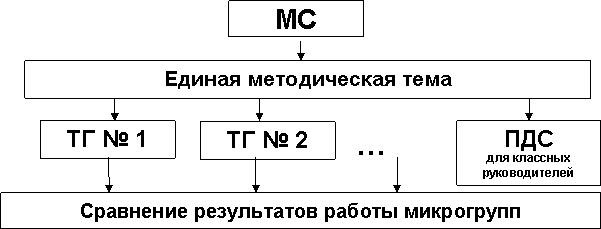 МС
Единая методическая тема
ТГ № 1
ТГ № 2
...
ПДС
для классных
руководителей
Сравнение результатов работы микрогрупп